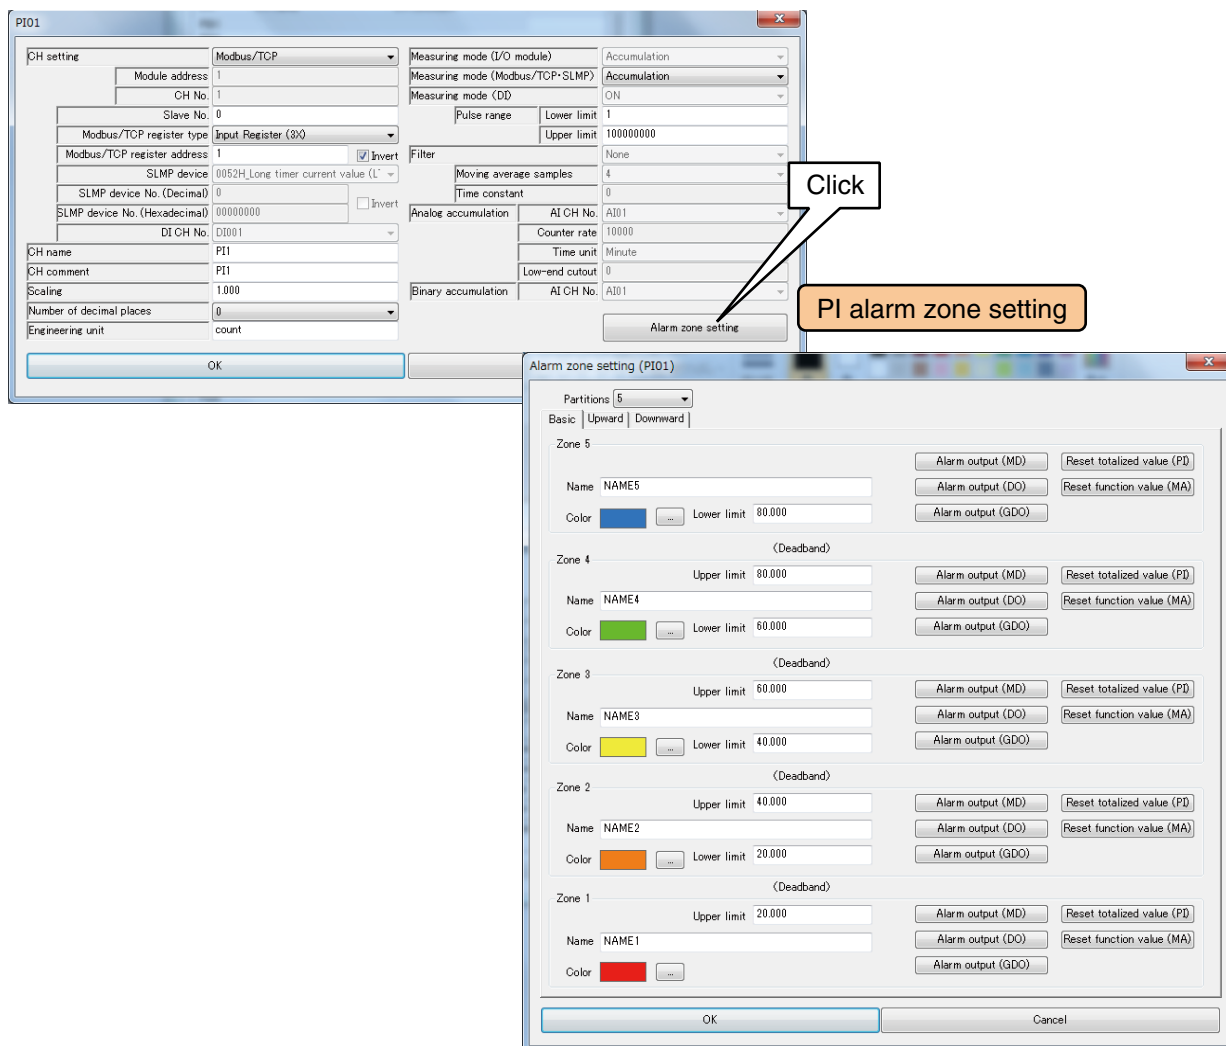 PI01
CH setting Modbus/TCP
Module address 1
CH No. 1
Slave No. 0
Modbus/TCP register type Input Register (3X)
Modbus/TCP register address 1 Invert
SLMP device 0052H_Long timer current value (LT
SLMP device No. (Decimal) 0
SLMP device No. (Hexadecimal) 00000000 Invert
DI CH No. DI001
CH name PI1
CH comment PI1
Scaling 1.000
Number of decimal places 0
Engineering unit count
Measuring mode (I/O module) Accumulation
Measuring mode (Modbus/TCP・SLMP) Accumulation
Measuring mode (DI) ON
Pulse range Lower limit 1
Upper limit 100000000
Filter None
Moving average samples 4
Time constant 0
Analog accumulation AI CH No. AI01
Counter rate 10000
Time unit Minute
Low-end cutout 0
Binary accumulation AI CH No. AI01
Alarm zone setting
OK
Click
PI alarm zone setting
Alarm zone setting (PI01)
Partitions 5
Basic Upward Downward
Zone 5
Alarm output (MD) Reset totalized value (PI)
Name NAME5 Alarm output (DO) Reset function value (MA)
Color ... Lower limit 80.000 Alarm output (GDO)
(Deadband)
Zone 4
Upper limit 80.000 Alarm output (MD) Reset totalized value (PI)
Name NAME4 Alarm output (DO) Reset function value (MA)
Color ... Lower limit 60.000 Alarm output (GDO)
(Deadband)
Zone 3
Upper limit 60.000 Alarm output (MD) Reset totalized value (PI)
Name NAME3 Alarm output (DO) Reset function value (MA)
Color ... Lower limit 40.000 Alarm output (GDO)
(Deadband)
Zone 2
Upper limit 40.000 Alarm output (MD) Reset totalized value (PI)
Name NAME2 Alarm output (DO) Reset function value (MA)
Color ... Lower limit 20.000 Alarm output (GDO)
(Deadband)
Zone 1
Upper limit 20.000 Alarm output (MD) Reset totalized value (PI)
Name NAME1 Alarm output (DO) Reset function value (MA)
Color ... Alarm output (GDO)
OK Cancel